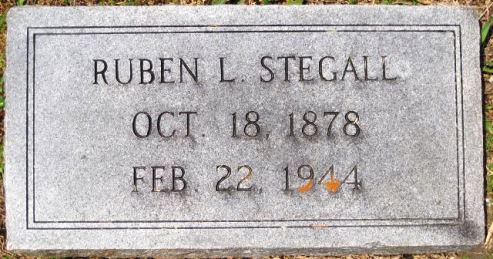 RUBEN L. STEGALL
OCT. 18, 1878
FEB. 22, 1944